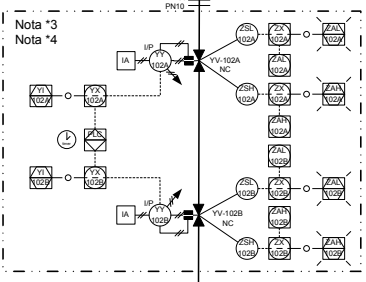 PN10
Nota *3
Nota *4
I/P
IA
YY
102A
YV-102A
NC
ZSL
102A
ZX
102A
ZAL
102A
ZAL
102A
YI
102A
YX
102A
ZSH
102A
ZX
102A
ZAH
102A
ZAH
102A
PLC
YI
102B
YX
102B
ZAL
102B
ZSL
102B
ZX
102B
ZAL
102B
I/P
IA
YY
102B
YV-102B
NC
ZAH
102B
ZSH
102B
ZX
102B
ZAH
102B